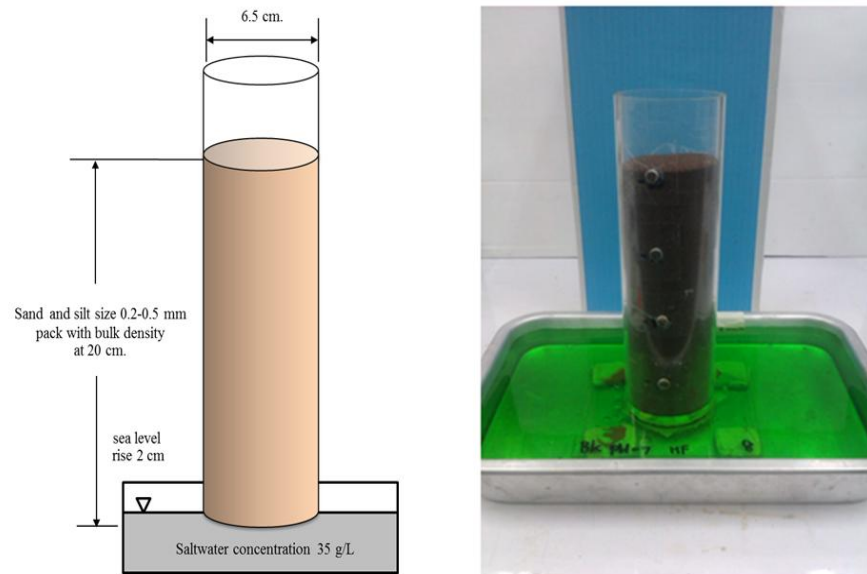 6.5 cm.
Sand and silt size 0.2-0.5 mm
pack with bulk density
at 20 cm.
sea level
rise 2 cm
Saltwater concentration 35 g/L
8